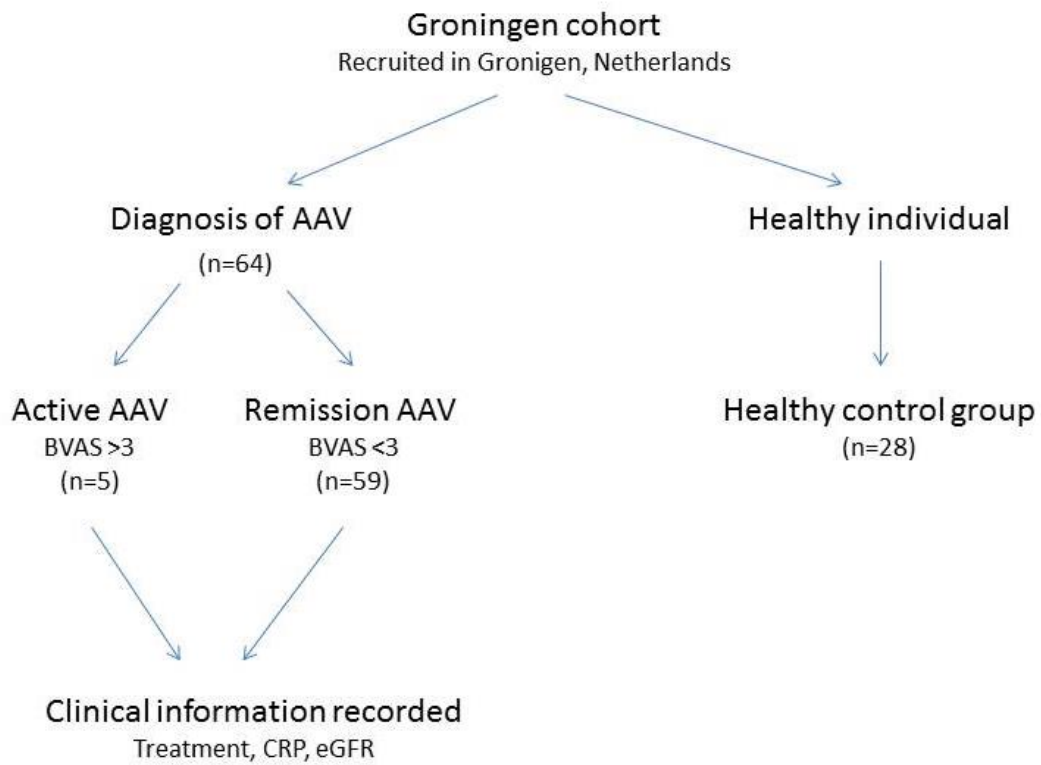 Groningen cohort
Recruited in Gronigen, Netherlands
Diagnosis of AAV
(n=64)
Healthy individual
Active AAV
BVAS >3
(n=5)
Remission AAV
BVAS <3
(n=59)
Healthy control group
(n=28)
Clinical information recorded
Treatment, CRP, eGFR